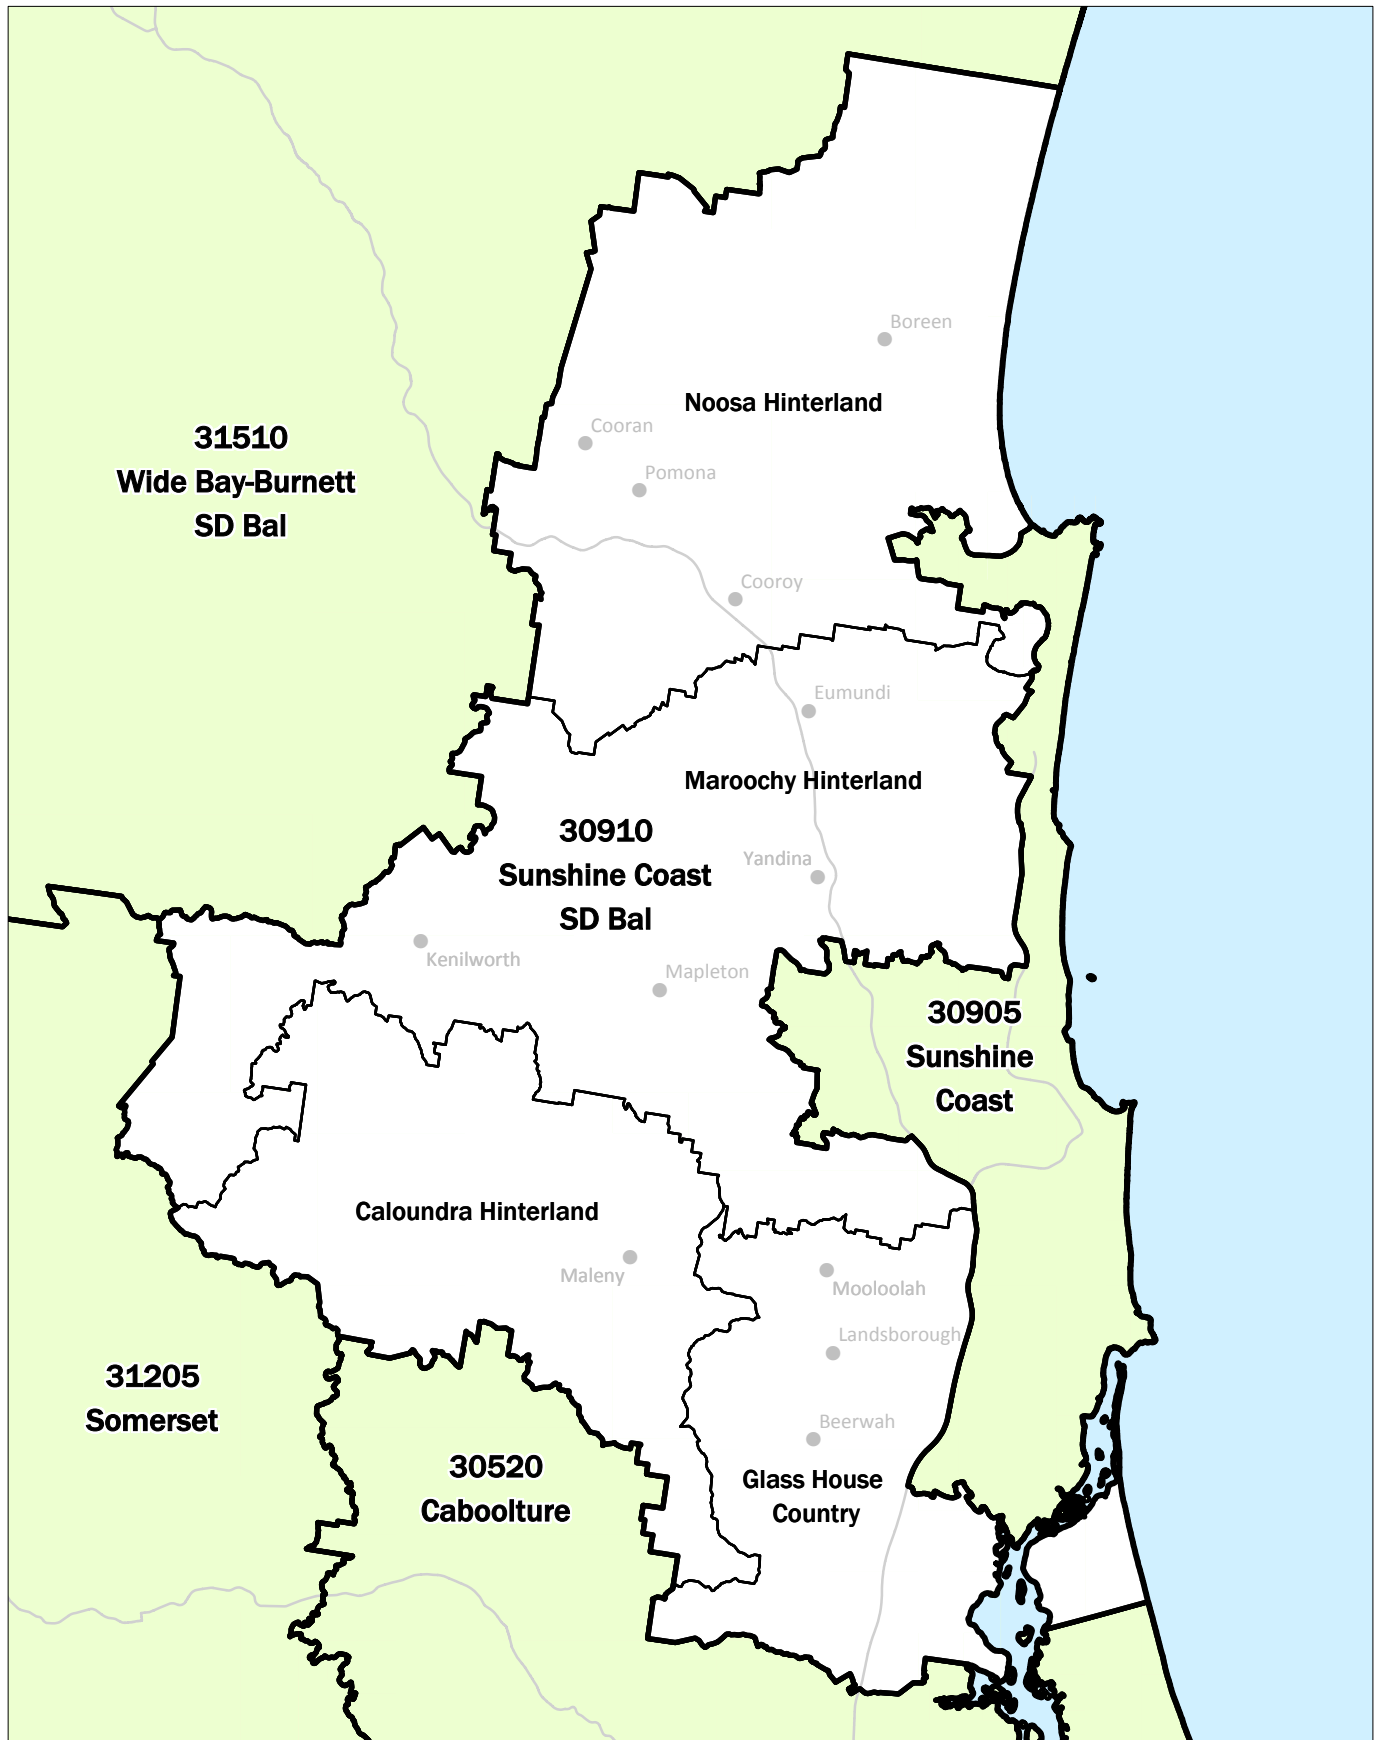 Boreen
Noosa Hinterland
Cooran
31510
Wide Bay-Burnett
SD Bal
Pomona
Cooroy
Eumundi
Maroochy Hinterland
30910
Sunshine Coast
SD Bal
Yandina
Kenilworth
Mapleton
30905
Sunshine
Coast
Caloundra Hinterland
Maleny
Mooloolah
Landsborough
31205
Somerset
Beerwah
30520
Caboolture
Glass House
Country